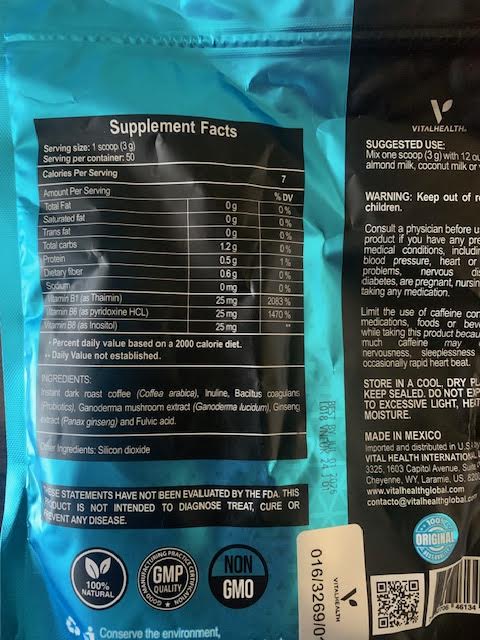 Supplement Facts
Serving size: 1 scoop (3 g)
Serving per container: 50
Calories Per Serving 7
Amount Per Serving % DV
Total Fat 0 g 0 %
Saturated fat 0 g 0 %
Trans fat 0 g 0 %
Total carbs 1.2 g 0 %
Protein 0.5 g 1 %
Dietary fiber 0.6 g 0 %
Sodium 0 mg 0 %
Vitamin B1 (as Thaimin) 25 mg 2083 %
Vitamin B6 (as pyridoxine HCL) 25 mg 1470 %
Vitamin B8 (as Inositol) 25 mg **
• Percent daily value based on a 2000 calorie diet.
•• Daily Value not established.
INGREDIENTS:
Instant dark roast coffee (Coffea arabica), Inuline, Bacitus coagulans
(Probiotics), Ganoderma mushroom extract (Ganoderma lucidum), Ginseng
extract (Panax ginseng) and Fulvic acid.
Other Ingredients: Silicon dioxide
THESE STATEMENTS HAVE NOT BEEN EVALUATED BY THE FDA. THIS
PRODUCT IS NOT INTENDED TO DIAGNOSE TREAT, CURE OR
PREVENT ANY DISEASE.
100%
NATURAL
GOOD MANUFACTURING PRACTICE
GMP
QUALITY
NON
GMO
Conserve the environment,
VITALHEALTH
SUGGESTED USE:
Mix one scoop (3 g) with 12
almond milk, coconut milk or
WARNING: Keep out of
children.
Consult a physician before
product if you have any
medical conditions,
blood pressure, heart or
problems, nervous
diabetes, are pregnant,
taking any medication.
Limit the use of caffeine
medications, foods or
while taking this product
much caffeine may
nervousness, sleeplessness
occasionally rapid heart beat.
STORE IN A COOL, DRY
KEEP SEALED. DO NOT
TO EXCESSIVE LIGHT,
MOISTURE.
MADE IN MEXICO
Imported and distributed in U.S.
VITAL HEALTH INTERNATIONAL
3325, 1603 Capitol Avenue.
Cheyenne, WY, Laramie, US,
www.vitalhealthglobal.com
contacto@vitalhealthglobal.com
100%
ORIGINAL
016/3269/0
VITALHEALTH
46134